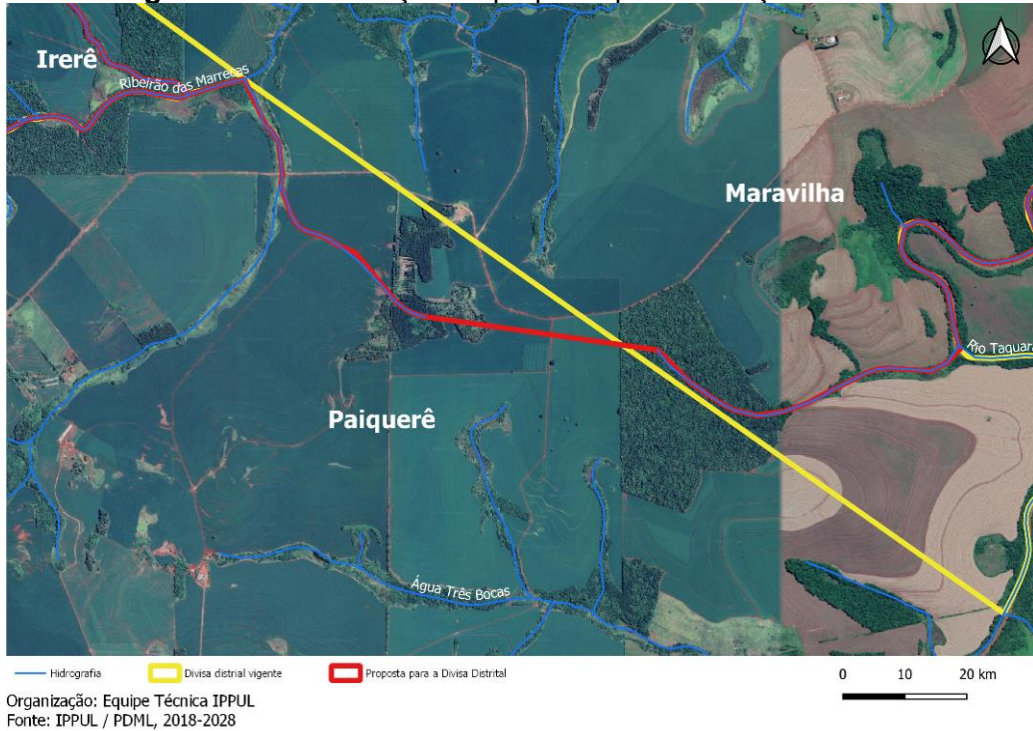 Irerê
Ribeirão das Marrecas
Maravilha
Rio Taquara
Paiquerê
Água Três Bocas
Hidrografia
Divisa distrial vigente
Proposta para a Divisa Distrital
0 10 20 km
Organização: Equipe Técnica IPPUL
Fonte: IPPUL / PDML, 2018-2028